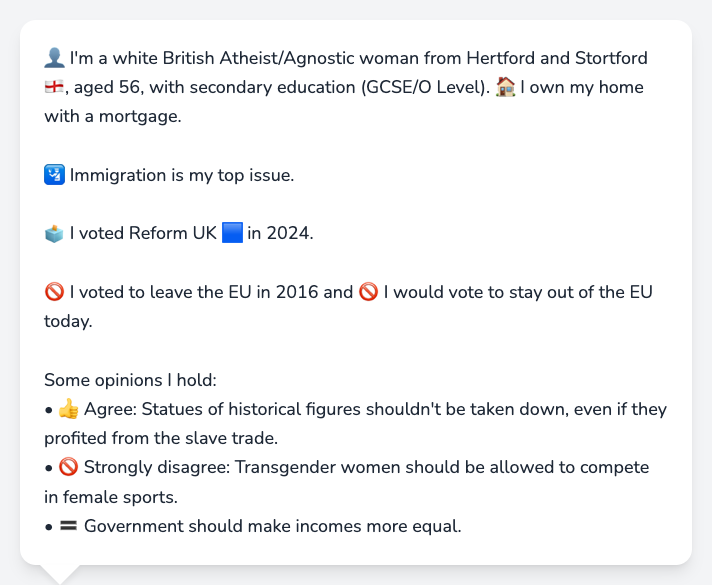 👤 I'm a white British Atheist/Agnostic woman from Hertford and Stortford
🏴󠁧󠁢󠁥󠁮󠁧󠁿, aged 56, with secondary education (GCSE/O Level). 🏠 I own my home
with a mortgage.
🛂 Immigration is my top issue.
🗳️ I voted Reform UK 🟦 in 2024.
🚫 I voted to leave the EU in 2016 and 🚫 I would vote to stay out of the EU
today.
Some opinions I hold:
• 👍 Agree: Statues of historical figures shouldn't be taken down, even if they
profited from the slave trade.
• 🚫 Strongly disagree: Transgender women should be allowed to compete
in female sports.
• 🟰 Government should make incomes more equal.